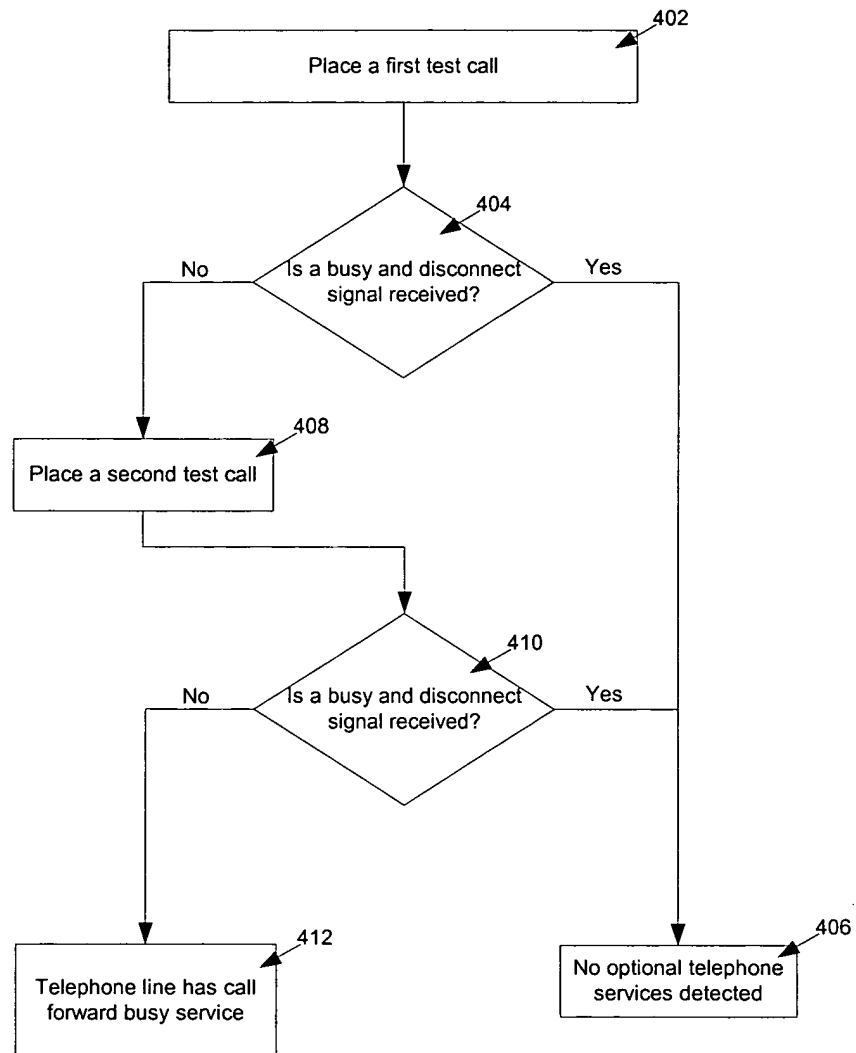 402
Place a first test call
404
Is a busy and disconnect
signal received?
No
Yes
408
Place a second test call
410
Is a busy and disconnect
signal received?
No
Yes
412
Telephone line has call
forward busy service
406
No optional telephone
services detected